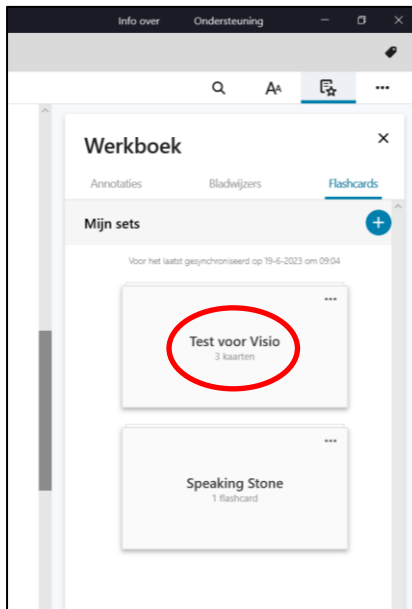 Info over Ondersteuning
AA
Werkboek
Annotaties Bladwijzers Flashcards
Mijn sets
Voor het laatst gesynchroniseerd op 19-6-2023 om 09:04
Test voor Visio
3 kaarten
Speaking Stone
1 flashcard